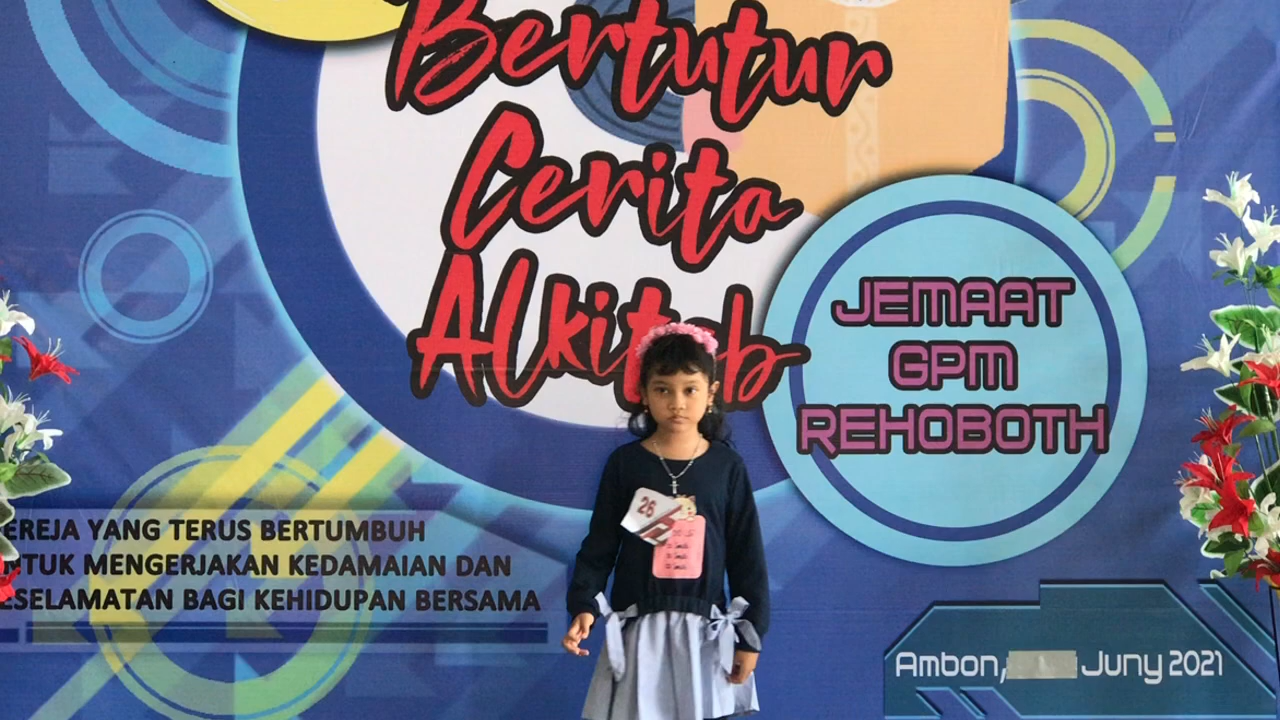 Bertutur
Cerita
Alkitab
JEMAAT
GPM
REHOBOTH
EREJA YANG TERUS BERTUMBUH
NTUK MENGERJAKAN KEDAMAIAN DAN
ESELAMATAN BAGI KEHIDUPAN BERSAMA
26
Ambon, Juny 2021